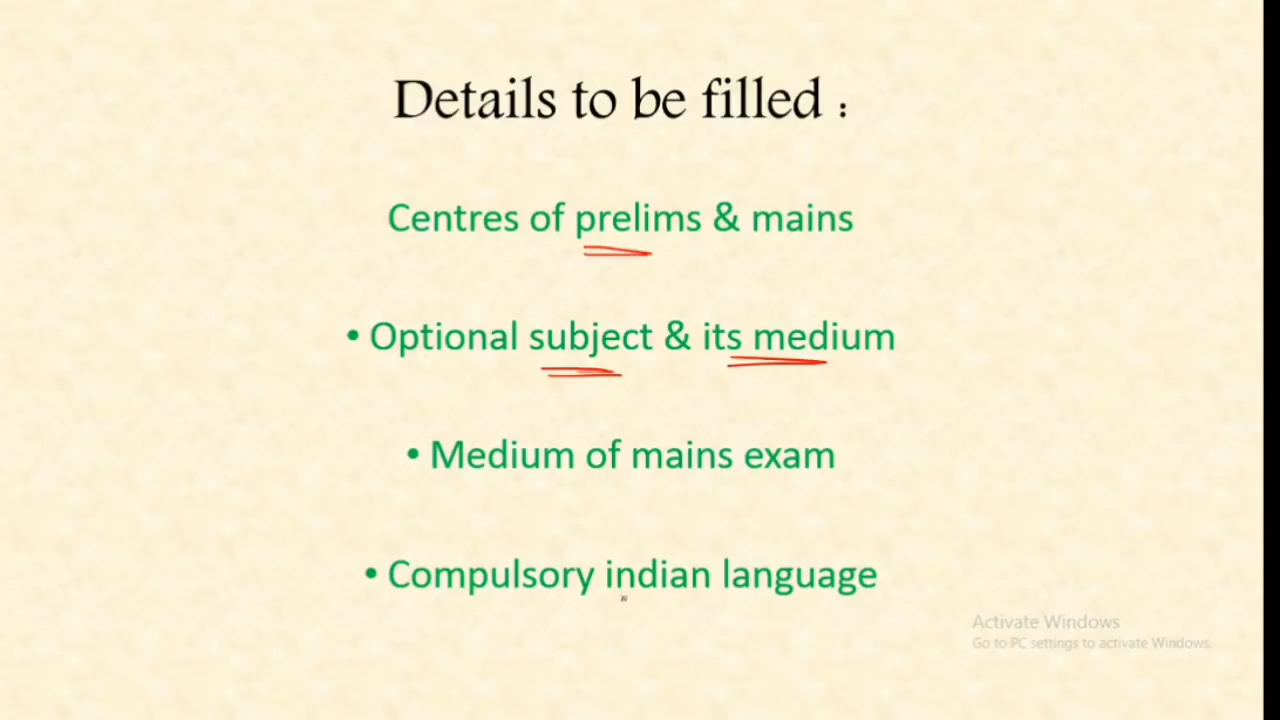 Details to be filled :
Centres of prelims & mains
• Optional subject & its medium
• Medium of mains exam
• Compulsory indian language
Activate Windows
Go to PC settings to activate Windows.